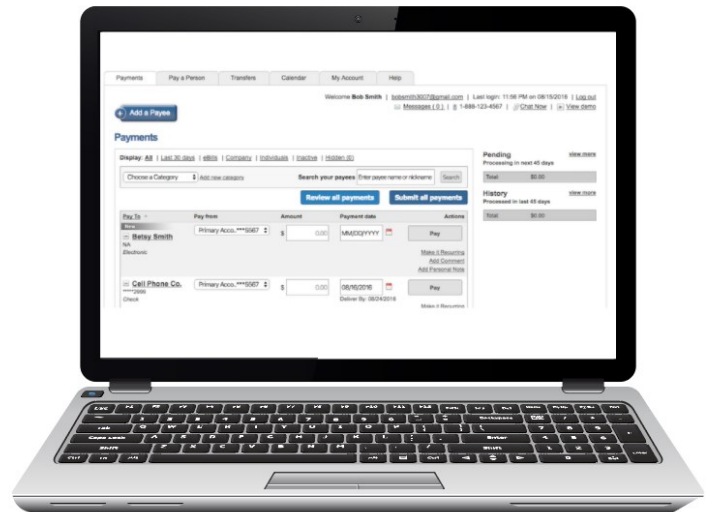 Payments Pay a Person Transfers Calendar My Account Help
Welcome Bob Smith | bobsmith3007@gmail.com | Last login: 11:56 PM on 08/15/2016 | Log out
Messages ( 0 ) | 1-888-123-4567 | Chat Now | View demo
Add a Payee
Payments
Display: All | Last 30 days | eBills | Company | Individuals | Inactive | Hidden (0)
Choose a Category Add new category Search your payees Enter payee name or nickname Search
Review all payments Submit all payments
Pay To Pay from Amount Payment date Actions
New
Betsy Smith Primary Acco..***5567 $ 0.00 MM/DD/YYYY Pay
NA
Electronic
Make it Recurring
Add Comment
Add Personal Note
Cell Phone Co. Primary Acco..***5567 $ 0.00 08/16/2016 Pay
Check Deliver By: 08/24/2016
Make it Recurring
Pending view more
Processing in next 45 days
Total $0.00
History view more
Processed in last 45 days
Total $0.00